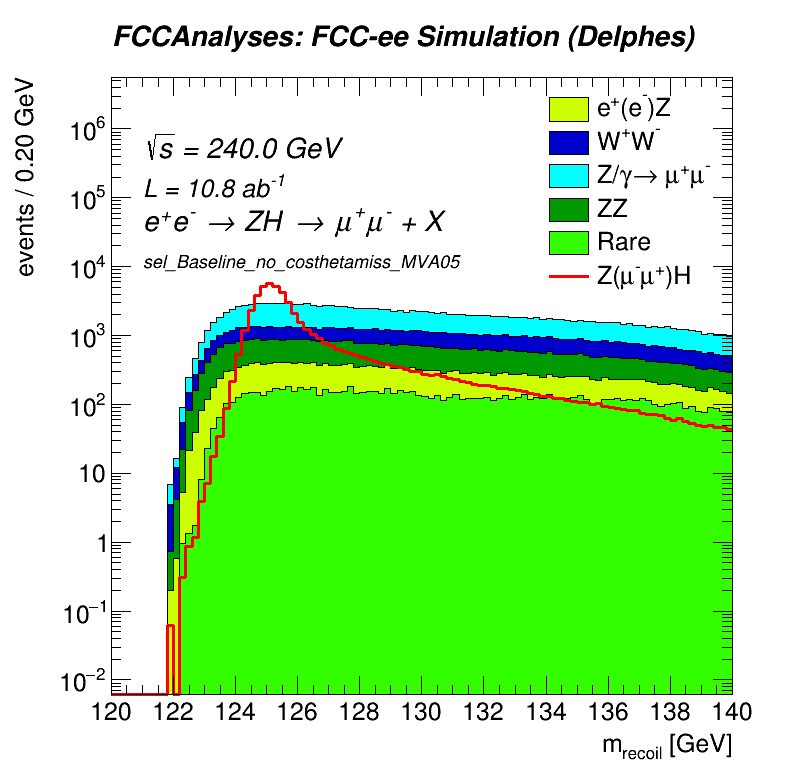 FCCAnalyses: FCC-ee Simulation (Delphes)
events / 0.20 GeV
√s = 240.0 GeV
L = 10.8 ab⁻¹
e⁺e⁻ → ZH → μ⁺μ⁻ + X
sel_Baseline_no_costhetamiss_MVA05
e⁺(e⁻)Z
W⁺W⁻
Z/γ→ μ⁺μ⁻
ZZ
Rare
Z(μ⁻μ⁺)H
10⁶
10⁵
10⁴
10³
10²
10
1
10⁻¹
10⁻²
120 122 124 126 128 130 132 134 136 138 140
m_recoil [GeV]